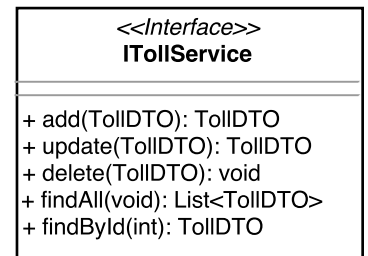 <<Interface>>
ITollService
+ add(TollDTO): TollDTO
+ update(TollDTO): TollDTO
+ delete(TollDTO): void
+ findAll(void): List<TollDTO>
+ findById(int): TollDTO